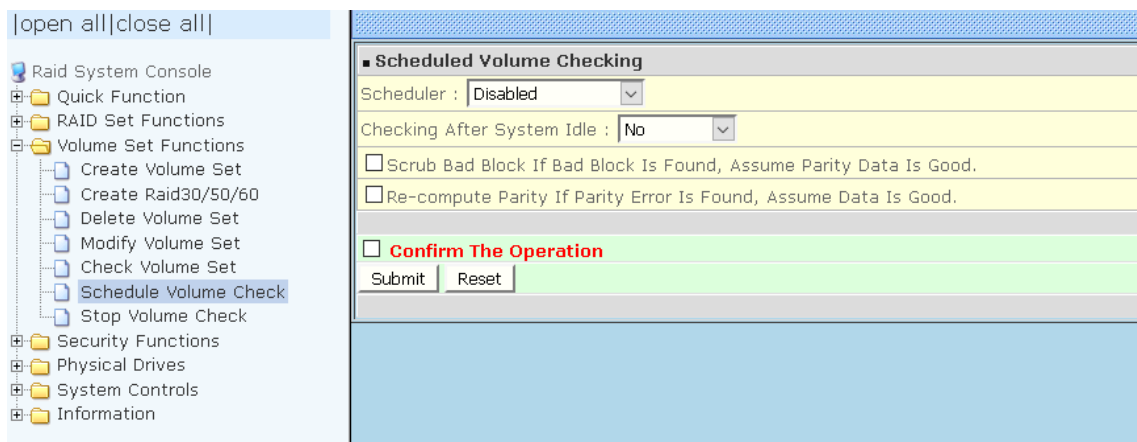 |open all|close all|
Raid System Console
Quick Function
RAID Set Functions
Volume Set Functions
Create Volume Set
Create Raid30/50/60
Delete Volume Set
Modify Volume Set
Check Volume Set
Schedule Volume Check
Stop Volume Check
Security Functions
Physical Drives
System Controls
Information
Scheduled Volume Checking
Scheduler : Disabled
Checking After System Idle : No
Scrub Bad Block If Bad Block Is Found, Assume Parity Data Is Good.
Re-compute Parity If Parity Error Is Found, Assume Data Is Good.
Confirm The Operation
Submit Reset